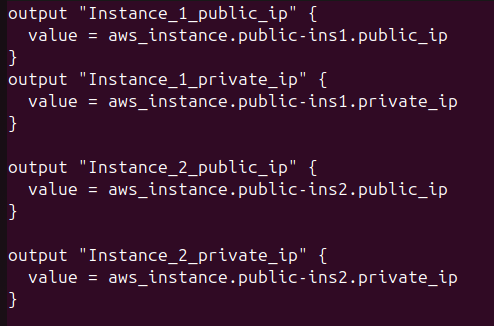 output "Instance_1_public_ip" {
  value = aws_instance.public-ins1.public_ip
}
output "Instance_1_private_ip" {
  value = aws_instance.public-ins1.private_ip
}

output "Instance_2_public_ip" {
  value = aws_instance.public-ins2.public_ip
}

output "Instance_2_private_ip" {
  value = aws_instance.public-ins2.private_ip
}